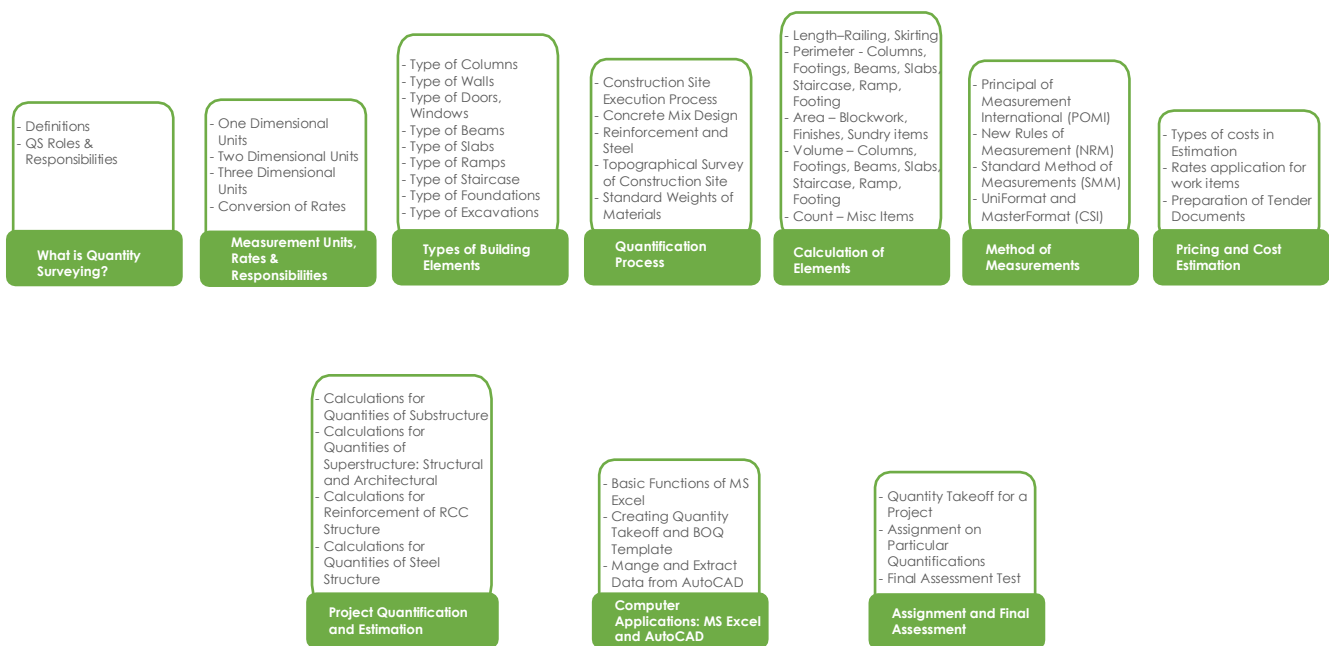 - Definitions
- QS Roles &
Responsibilities
What is Quantity
Surveying?
- One Dimensional
Units
- Two Dimensional Units
- Three Dimensional
Units
- Conversion of Rates
Measurement Units,
Rates &
Responsibilities
- Type of Columns
- Type of Walls
- Type of Doors,
Windows
- Type of Beams
- Type of Slabs
- Type of Ramps
- Type of Staircase
- Type of Foundations
- Type of Excavations
Types of Building
Elements
- Construction Site
Execution Process
- Concrete Mix Design
- Reinforcement and
Steel
- Topographical Survey
of Construction Site
- Standard Weights of
Materials
Quantification
Process
- Length–Railing, Skirting
- Perimeter - Columns,
Footings, Beams, Slabs,
Staircase, Ramp,
Footing
- Area – Blockwork,
Finishes, Sundry items
- Volume – Columns,
Footings, Beams, Slabs,
Staircase, Ramp,
Footing
- Count – Misc Items
Calculation of
Elements
- Principal of
Measurement
International (POMI)
- New Rules of
Measurement (NRM)
- Standard Method of
Measurements (SMM)
- UniFormat and
MasterFormat (CSI)
Method of
Measurements
- Types of costs in
Estimation
- Rates application for
work items
- Preparation of Tender
Documents
Pricing and Cost
Estimation
- Calculations for
Quantities of Substructure
- Calculations for
Quantities of
Superstructure: Structural
and Architectural
- Calculations for
Reinforcement of RCC
Structure
- Calculations for
Quantities of Steel
Structure
Project Quantification
and Estimation
- Basic Functions of MS
Excel
- Creating Quantity
Takeoff and BOQ
Template
- Mange and Extract
Data from AutoCAD
Computer
Applications: MS Excel
and AutoCAD
- Quantity Takeoff for a
Project
- Assignment on
Particular
Quantifications
- Final Assessment Test
Assignment and Final
Assessment